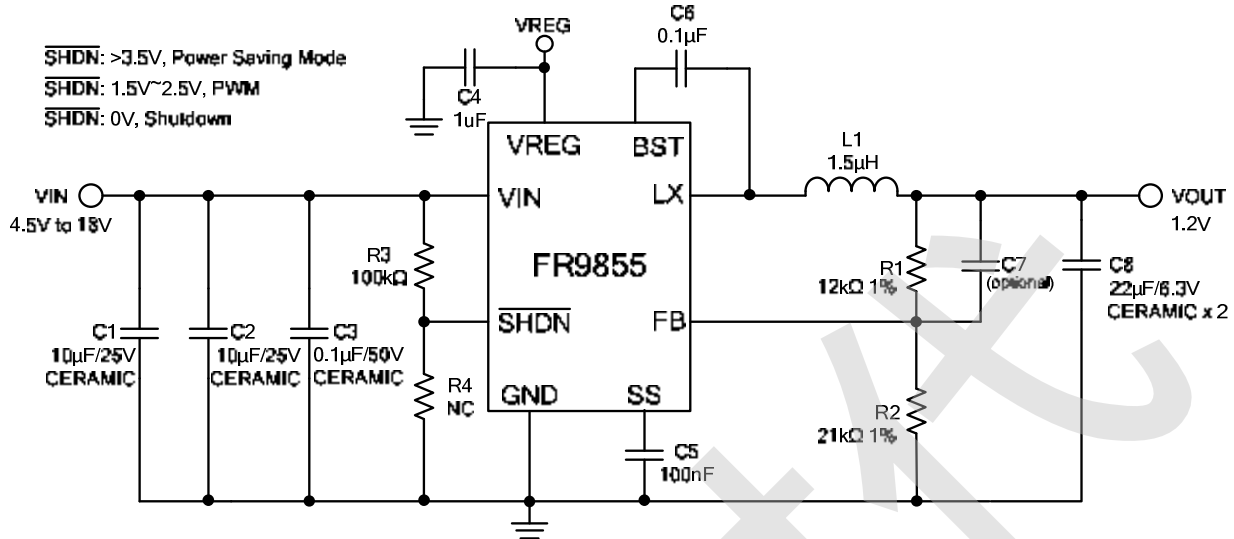 VREG
C6
0.1µF
SHDN: >3.5V, Power Saving Mode
SHDN: 1.5V~2.5V, PWM
SHDN: 0V, Shutdown
C4
1uF
VREG
BST
L1
1.5µH
VIN
4.5V to 18V
VIN
LX
VOUT
1.2V
R3
100kΩ
FR9855
R1
12kΩ 1%
C7
(optional)
C8
22µF/6.3V
CERAMIC x 2
SHDN
FB
C1
10µF/25V
CERAMIC
C2
10µF/25V
CERAMIC
C3
0.1µF/50V
CERAMIC
R4
NC
GND
SS
R2
21kΩ 1%
C5
100nF
代